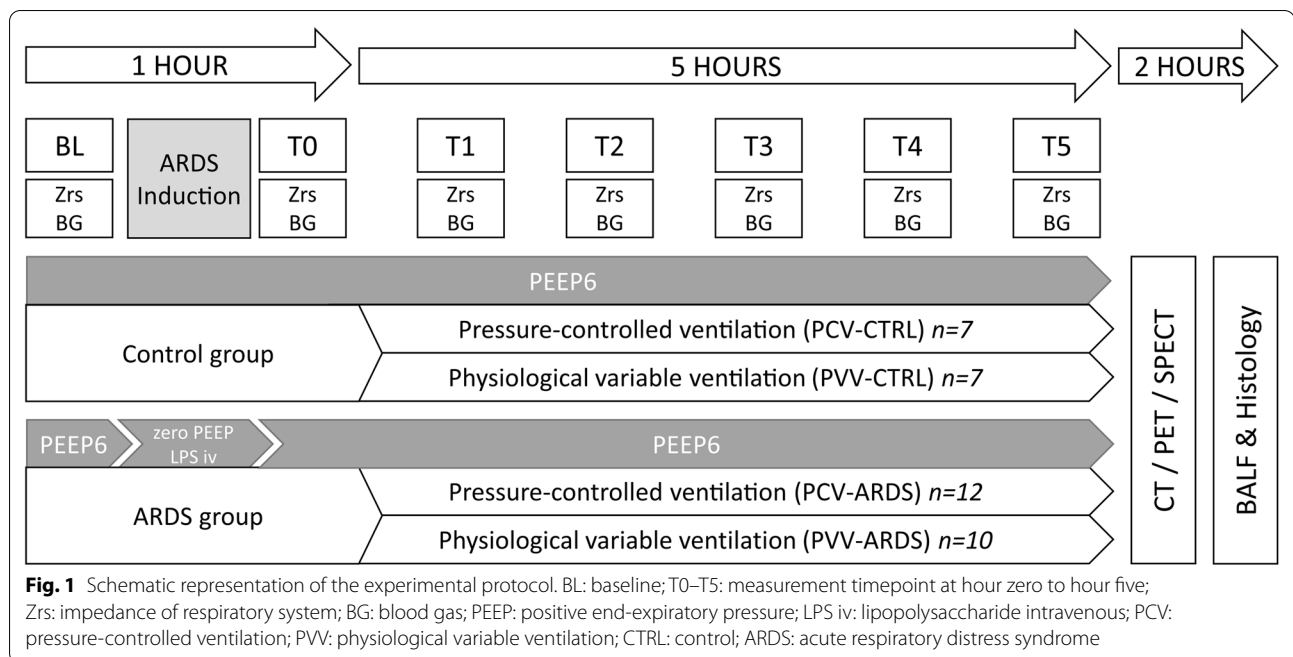 1 HOUR
5 HOURS
2 HOURS
BL
ARDS
Induction
T0
T1
T2
T3
T4
T5
Zrs
BG
Zrs
BG
Zrs
BG
Zrs
BG
Zrs
BG
Zrs
BG
Zrs
BG
PEEP6
Control group
Pressure-controlled ventilation (PCV-CTRL) n=7
Physiological variable ventilation (PVV-CTRL) n=7
PEEP6
zero PEEP
LPS iv
PEEP6
ARDS group
Pressure-controlled ventilation (PCV-ARDS) n=12
Physiological variable ventilation (PVV-ARDS) n=10
CT / PET / SPECT
BALF & Histology
Fig. 1 Schematic representation of the experimental protocol. BL: baseline; T0–T5: measurement timepoint at hour zero to hour five;
Zrs: impedance of respiratory system; BG: blood gas; PEEP: positive end-expiratory pressure; LPS iv: lipopolysaccharide intravenous; PCV:
pressure-controlled ventilation; PVV: physiological variable ventilation; CTRL: control; ARDS: acute respiratory distress syndrome